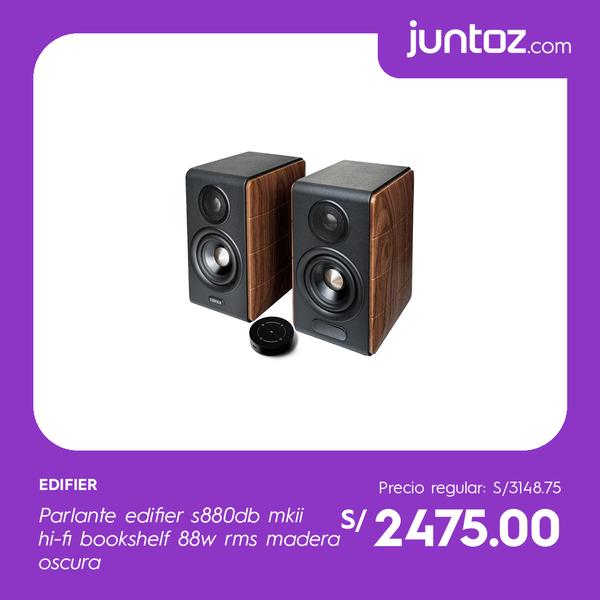 juntoz.com
EDIFIER
EDIFIER
Parlante edifier s880db mkii
hi-fi bookshelf 88w rms madera
oscura
Precio regular: S/3148.75
S/ 2475.00